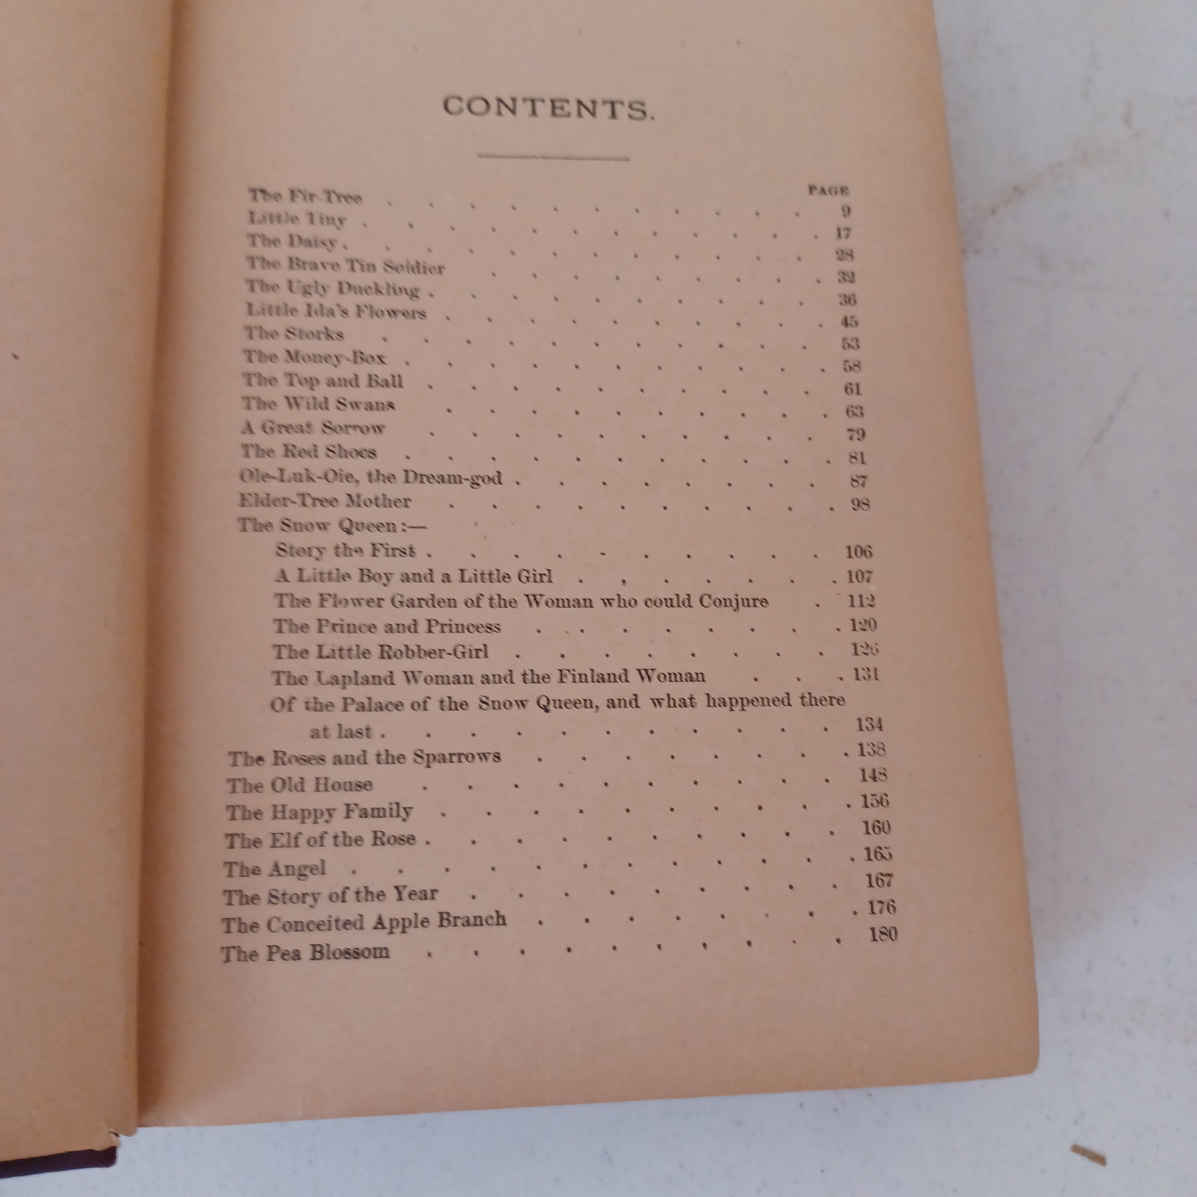 CONTENTS.
PAGE
The Fir-Tree . . . . . . . . . . . 9
Little Tiny . . . . . . . . . . . . 17
The Daisy . . . . . . . . . . . . 28
The Brave Tin Soldier . . . . . . . . . 32
The Ugly Duckling . . . . . . . . . . 36
Little Ida's Flowers . . . . . . . . . . 45
The Storks . . . . . . . . . . . 53
The Money-Box . . . . . . . . . . . 58
The Top and Ball . . . . . . . . . . 61
The Wild Swans . . . . . . . . . . 63
A Great Sorrow . . . . . . . . . . 79
The Red Shoes . . . . . . . . . . . 81
Ole-Luk-Oie, the Dream-god . . . . . . . . 87
Elder-Tree Mother . . . . . . . . . . 98
The Snow Queen:—
Story the First . . . . . . . . . . 106
A Little Boy and a Little Girl . . . . . . . 107
The Flower Garden of the Woman who could Conjure . 112
The Prince and Princess . . . . . . . . 120
The Little Robber-Girl . . . . . . . . 126
The Lapland Woman and the Finland Woman . . . 131
Of the Palace of the Snow Queen, and what happened there
at last . . . . . . . . . . . 134
The Roses and the Sparrows . . . . . . . . 138
The Old House . . . . . . . . . . 148
The Happy Family . . . . . . . . . . 156
The Elf of the Rose . . . . . . . . . . 160
The Angel . . . . . . . . . . . . 165
The Story of the Year . . . . . . . . . 167
The Conceited Apple Branch . . . . . . . . 176
The Pea Blossom . . . . . . . . . . 180